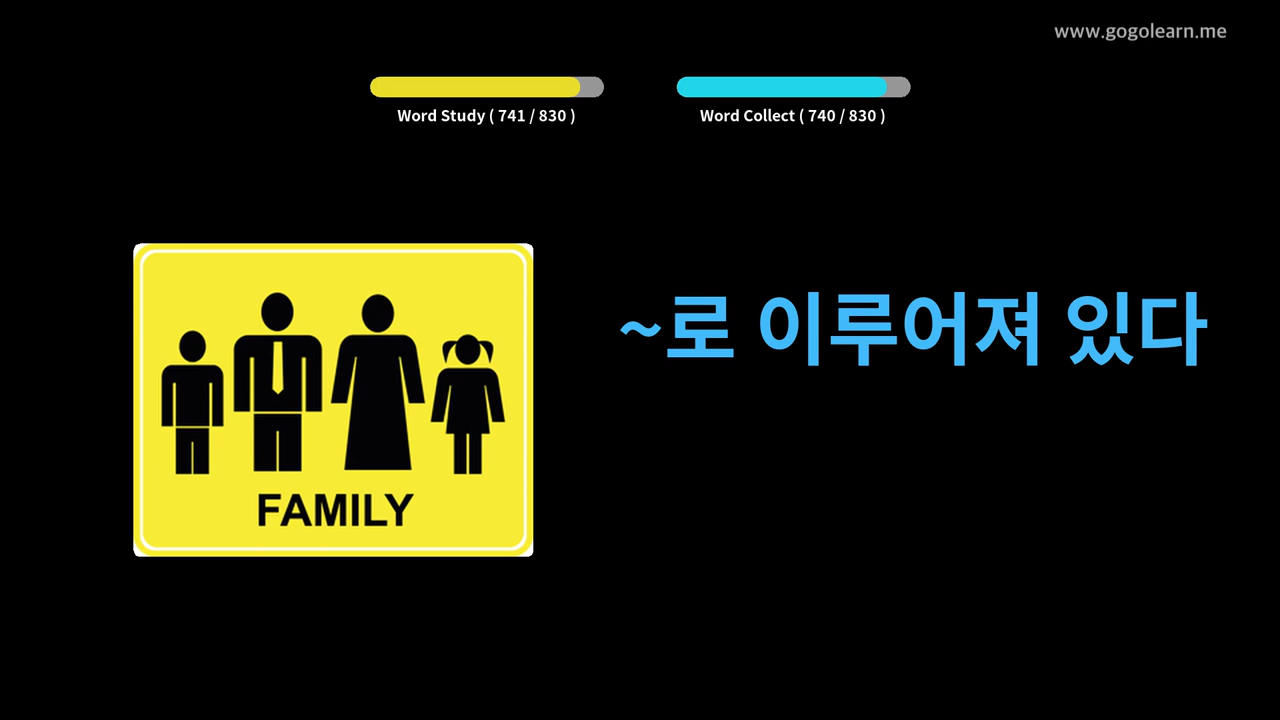 www.gogolearn.me
Word Study ( 741 / 830 )
Word Collect ( 740 / 830 )
~로 이루어져 있다
FAMILY